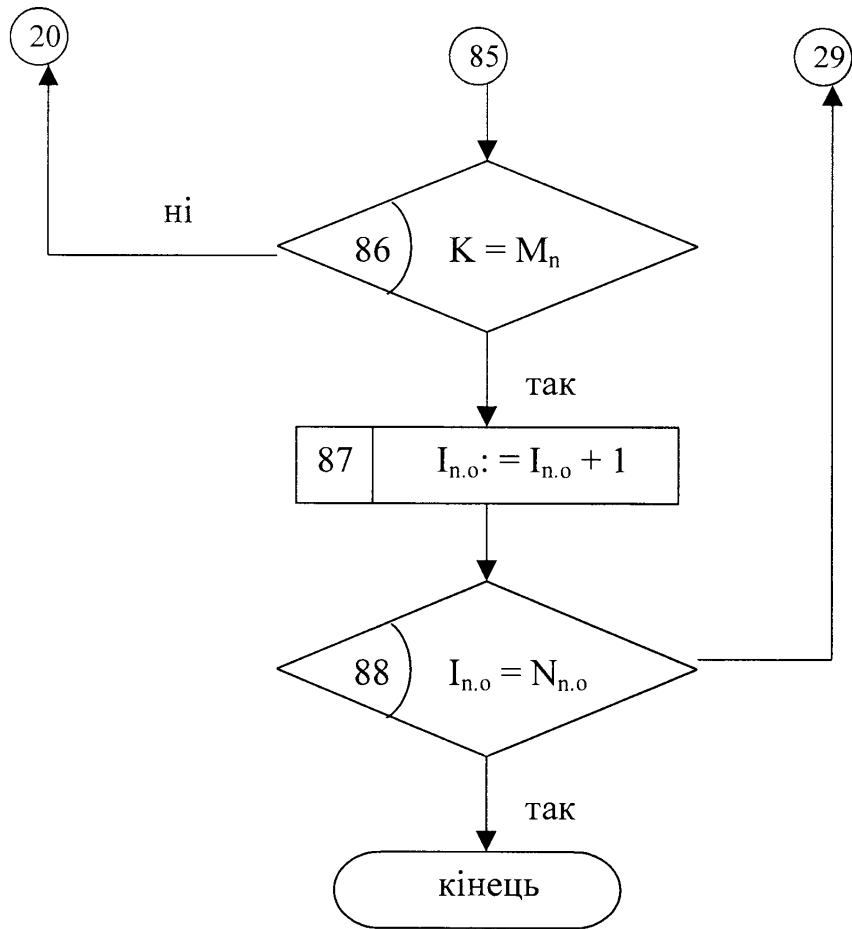 20
85
29
ні
86 K = Mₙ
так
87 Iₙ.ₒ: = Iₙ.ₒ + 1
88 Iₙ.ₒ = Nₙ.ₒ
так
кінець